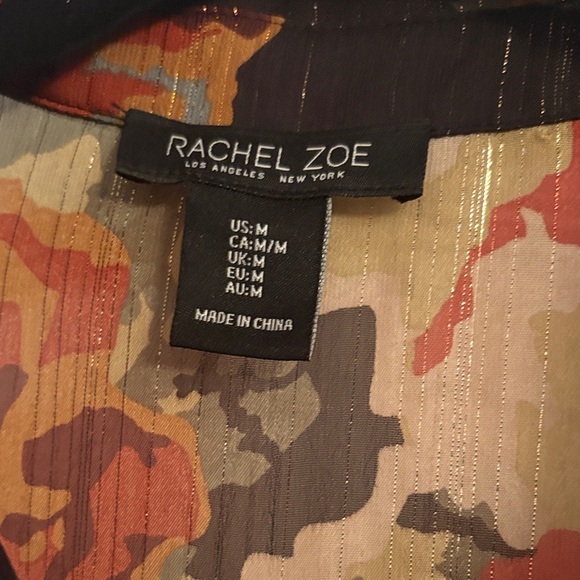 RACHEL ZOE
LOS ANGELES NEW YORK
US:M
CA:M/M
UK:M
EU:M
AU:M
MADE IN CHINA